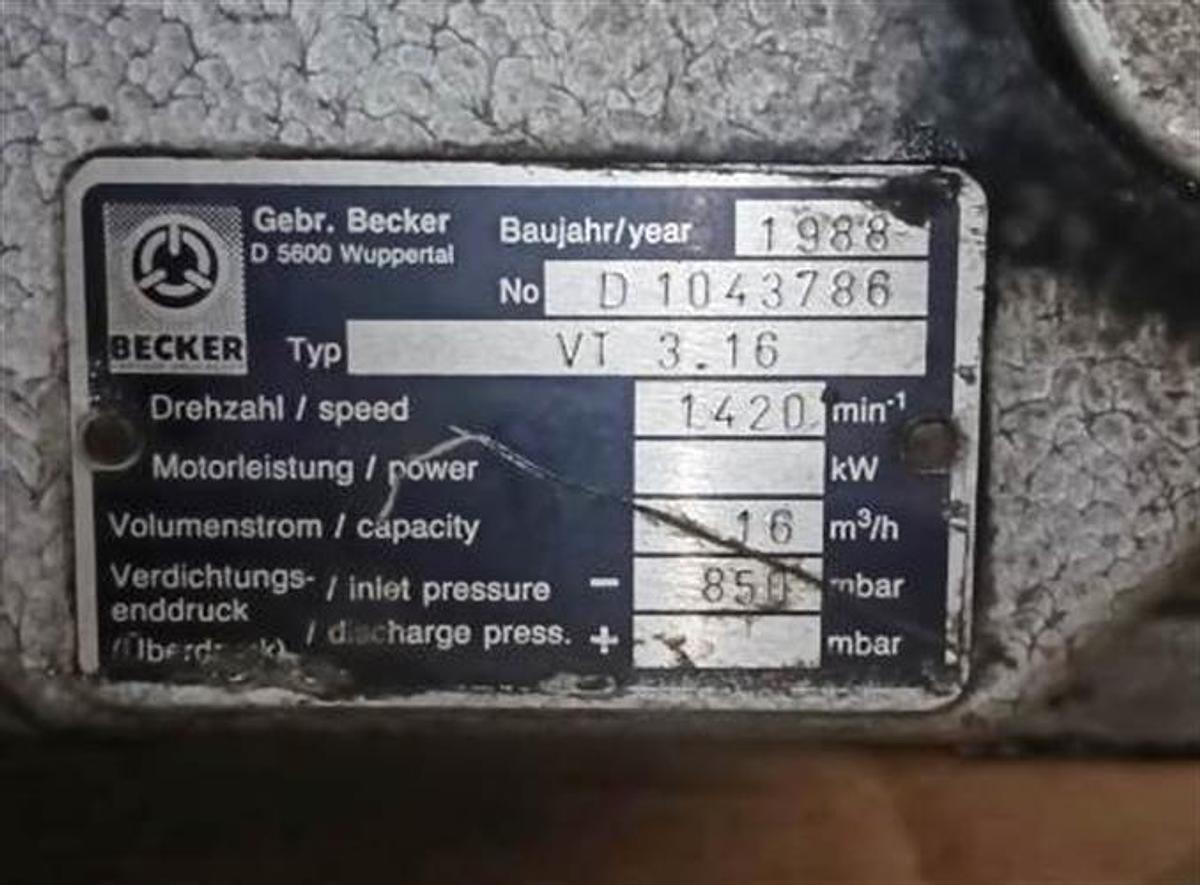 Gebr. Becker
D 5600 Wuppertal
BECKER
Baujahr/year 1988
No D 1043786
Typ VT 3.16
Drehzahl / speed 1420 min⁻¹
Motorleistung / power kW
Volumenstrom / capacity 16 m³/h
Verdichtungs- / inlet pressure − 850 mbar
enddruck
/ discharge press. + mbar